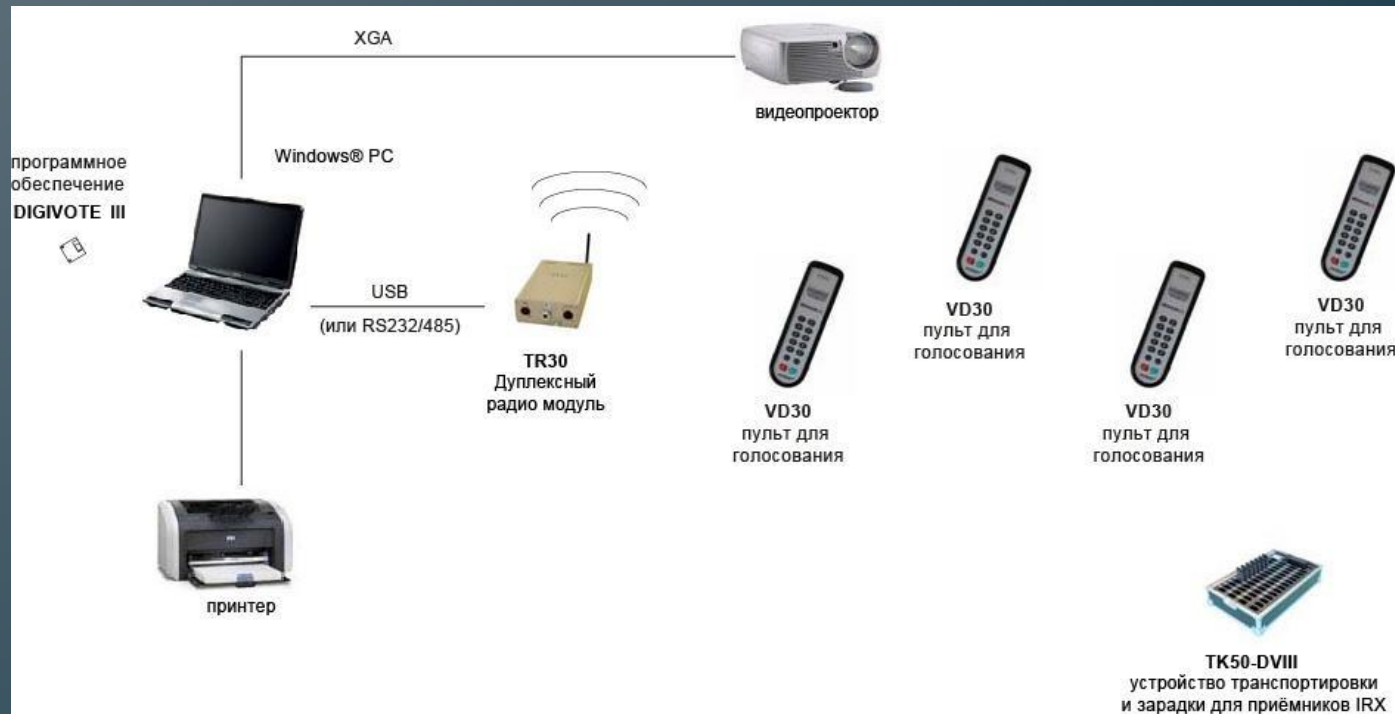 XGA
видеопроектор
Windows® PC
программное
обеспечение
DIGIVOTE III
USB
(или RS232/485)
TR30
Дуплексный
радио модуль
VD30
пульт для
голосования
VD30
пульт для
голосования
VD30
пульт для
голосования
VD30
пульт для
голосования
принтер
TK50-DVIII
устройство транспортировки
и зарадки для приёмников IRX